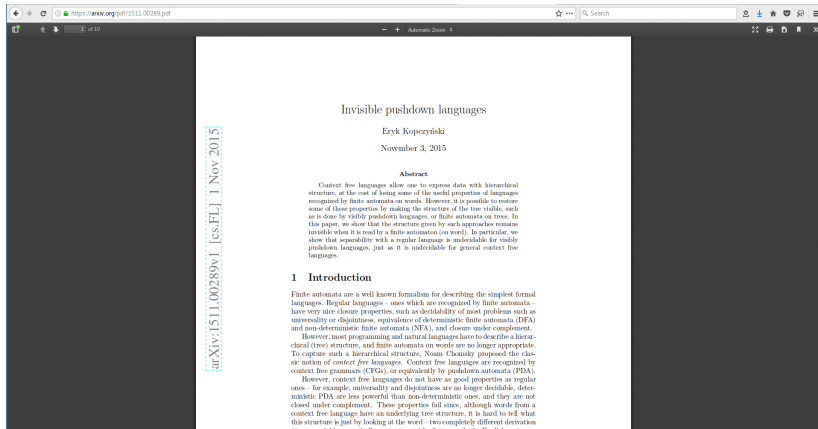 https://arxiv.org/pdf/1511.00289.pdf
Search
1 of 10
Automatic Zoom
Invisible pushdown languages
Eryk Kopczyński
November 3, 2015
Abstract
Context free languages allow one to express data with hierarchical
structure, at the cost of losing some of the useful properties of languages
recognized by finite automata on words. However, it is possible to restore
some of these properties by making the structure of the tree visible, such
as is done by visibly pushdown languages, or finite automata on trees. In
this paper, we show that the structure given by such approaches remains
invisible when it is read by a finite automaton (on word). In particular, we
show that separability with a regular language is undecidable for visibly
pushdown languages, just as it is undecidable for general context free
languages.
arXiv:1511.00289v1 [cs.FL] 1 Nov 2015
1 Introduction
Finite automata are a well known formalism for describing the simplest formal
languages. Regular languages – ones which are recognized by finite automata –
have very nice closure properties, such as decidability of most problems such as
universality or disjointness, equivalence of deterministic finite automata (DFA)
and non-deterministic finite automata (NFA), and closure under complement.
However, most programming and natural languages have to describe a hierar-
chical (tree) structure, and finite automata on words are no longer appropriate.
To capture such a hierarchical structure, Noam Chomsky proposed the clas-
sic notion of context free languages. Context free languages are recognized by
context free grammars (CFGs), or equivalently by pushdown automata (PDA).
However, context free languages do not have as good properties as regular
ones – for example, universality and disjointness are no longer decidable, deter-
ministic PDA are less powerful than non-deterministic ones, and they are not
closed under complement. These properties fail since, although words from a
context free language have an underlying tree structure, it is hard to tell what
this structure is just by looking at the word – two completely different derivation